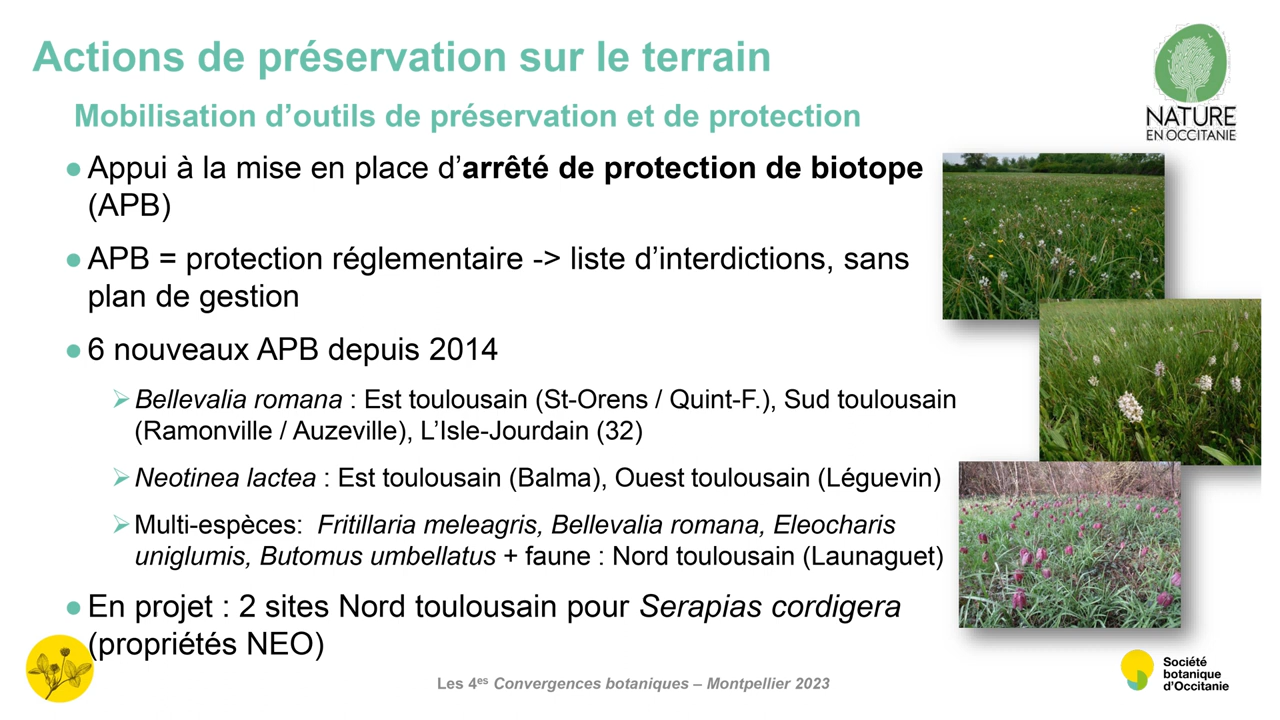 Actions de préservation sur le terrain
Mobilisation d’outils de préservation et de protection
NATURE
EN OCCITANIE
● Appui à la mise en place d’arrêté de protection de biotope
(APB)
● APB = protection réglementaire -> liste d’interdictions, sans
plan de gestion
● 6 nouveaux APB depuis 2014
➢ Bellevalia romana : Est toulousain (St-Orens / Quint-F.), Sud toulousain
(Ramonville / Auzeville), L’Isle-Jourdain (32)
➢ Neotinea lactea : Est toulousain (Balma), Ouest toulousain (Léguevin)
➢ Multi-espèces: Fritillaria meleagris, Bellevalia romana, Eleocharis
uniglumis, Butomus umbellatus + faune : Nord toulousain (Launaguet)
● En projet : 2 sites Nord toulousain pour Serapias cordigera
(propriétés NEO)
Les 4es Convergences botaniques – Montpellier 2023
Société
botanique
d’Occitanie